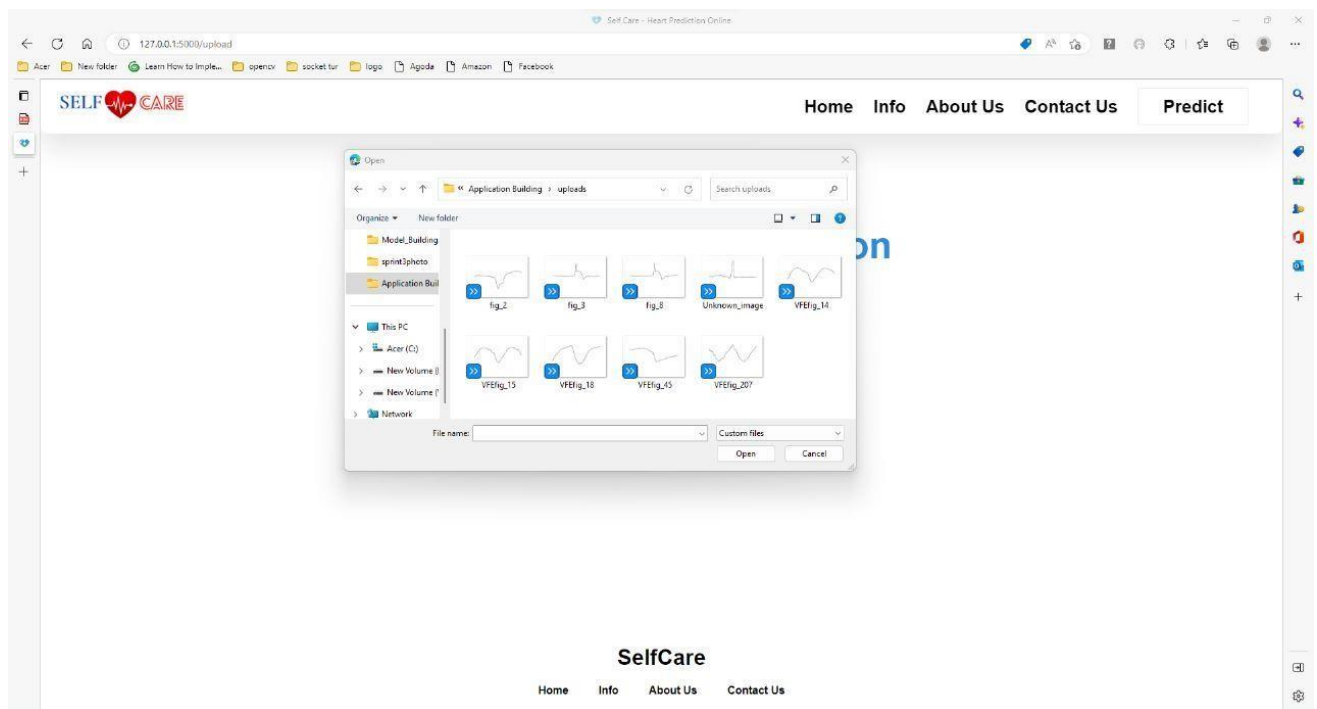 Self Care - Heart Prediction Online
127.0.0.1:5000/upload
Acer New folder Learn How to Imple... opencv socket tur logo Agoda Amazon Facebook
SELF CARE
Home Info About Us Contact Us Predict
Open
« Application Building › uploads
Search uploads
Organize New folder
on
Model_Building
sprint3photo
Application Buil
This PC
Acer (C:)
New Volume
New Volume
Network
fig_2 fig_3 fig_8 Unknown_image VFEfig_14
VFEfig_15 VFEfig_18 VFEfig_45 VFEfig_207
File name: Custom files
Open Cancel
SelfCare
Home Info About Us Contact Us